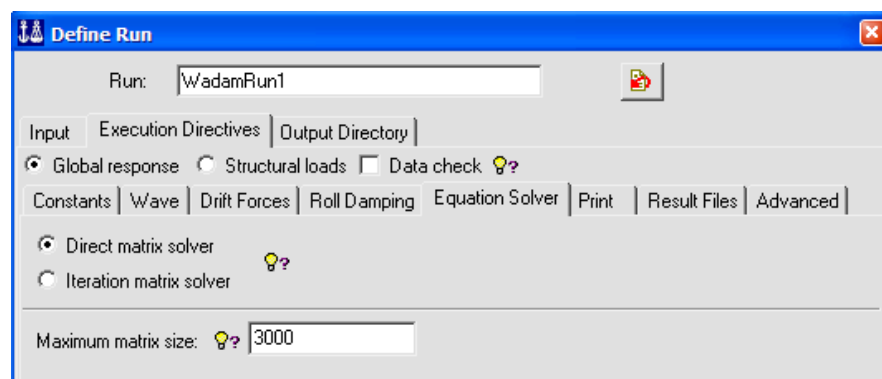 Define Run
Run: WadamRun1
Input Execution Directives Output Directory
Global response Structural loads Data check ?
Constants Wave Drift Forces Roll Damping Equation Solver Print Result Files Advanced
Direct matrix solver
?
Iteration matrix solver
Maximum matrix size: ? 3000